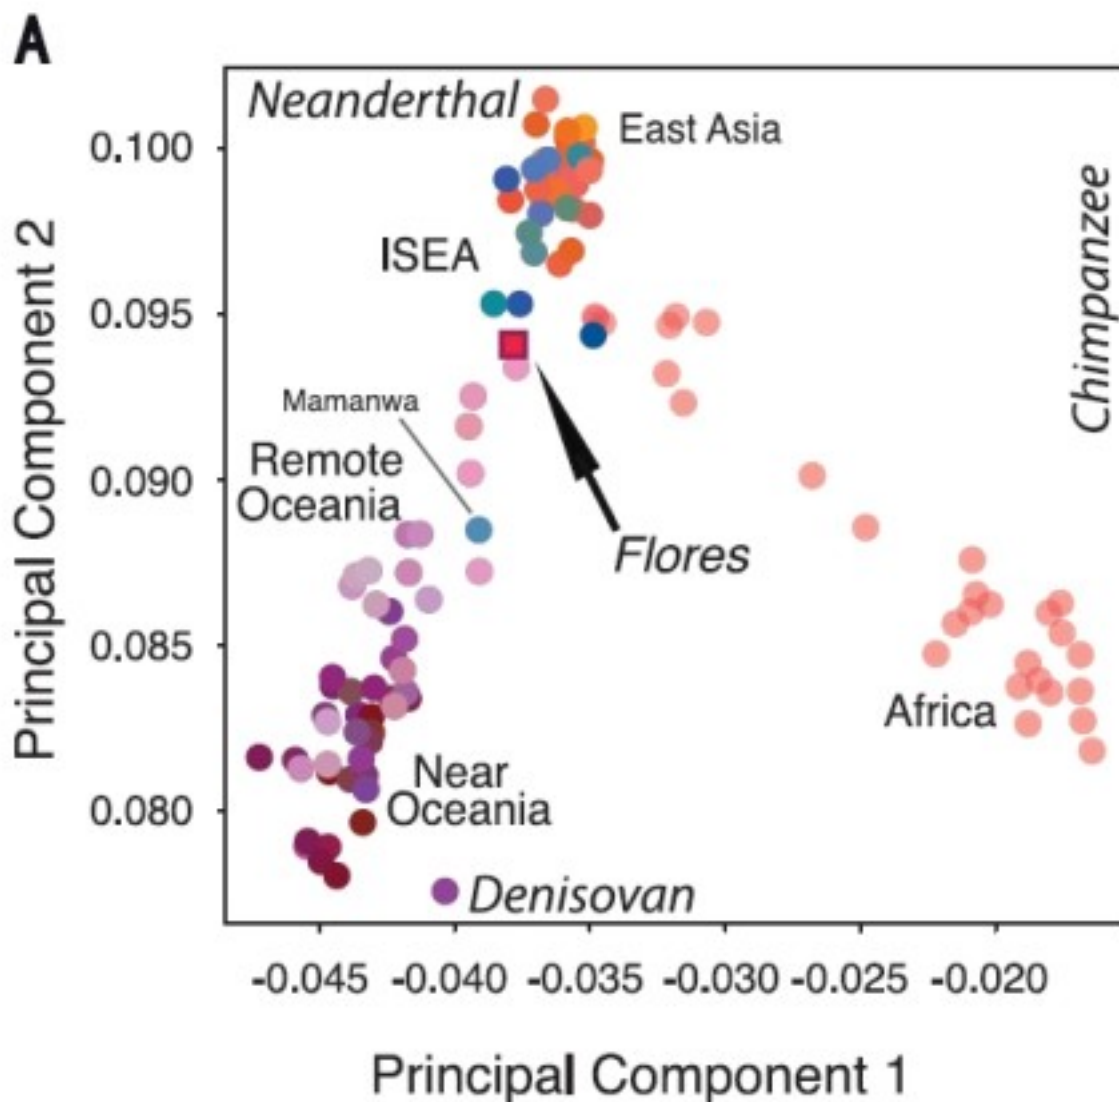 A
Neanderthal
East Asia
0.100
Chimpanzee
ISEA
0.095
Mamanwa
Remote
Oceania
0.090
Flores
Principal Component 2
0.085
Africa
Near
Oceania
0.080
Denisovan
-0.045 -0.040 -0.035 -0.030 -0.025 -0.020
Principal Component 1